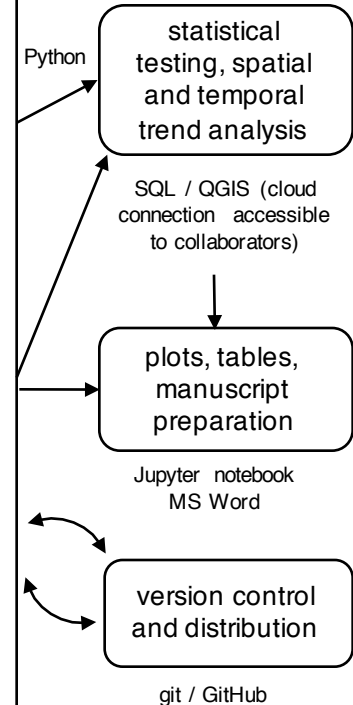 Python
statistical
testing, spatial
and temporal
trend analysis
SQL / QGIS (cloud
connection accessible
to collaborators)
plots, tables,
manuscript
preparation
Jupyter notebook
MS Word
version control
and distribution
git / GitHub